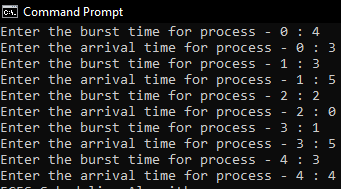 Command Prompt
Enter the burst time for process - 0 : 4
Enter the arrival time for process - 0 : 3
Enter the burst time for process - 1 : 3
Enter the arrival time for process - 1 : 5
Enter the burst time for process - 2 : 2
Enter the arrival time for process - 2 : 0
Enter the burst time for process - 3 : 1
Enter the arrival time for process - 3 : 5
Enter the burst time for process - 4 : 3
Enter the arrival time for process - 4 : 4